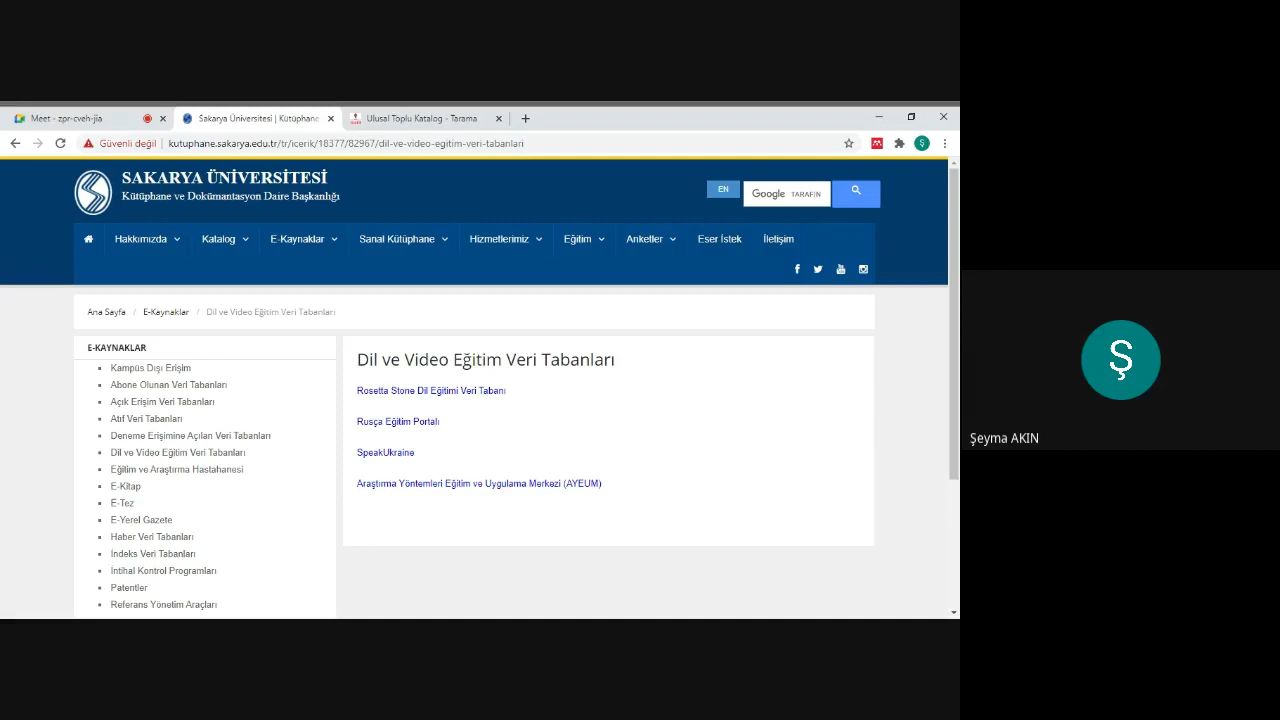 Meet - zpr-cveh-jia
Sakarya Üniversitesi | Kütüphane
Ulusal Toplu Katalog - Tarama
Güvenli değil | kutuphane.sakarya.edu.tr/tr/icerik/18377/82967/dil-ve-video-egitim-veri-tabanlari
Ş
SAKARYA ÜNİVERSİTESİ
Kütüphane ve Dokümantasyon Daire Başkanlığı
EN
Google TARAFIN
Hakkımızda
Katalog
E-Kaynaklar
Sanal Kütüphane
Hizmetlerimiz
Eğitim
Anketler
Eser İstek
İletişim
Ana Sayfa / E-Kaynaklar / Dil ve Video Eğitim Veri Tabanları
E-KAYNAKLAR
Kampüs Dışı Erişim
Abone Olunan Veri Tabanları
Açık Erişim Veri Tabanları
Atıf Veri Tabanları
Deneme Erişimine Açılan Veri Tabanları
Dil ve Video Eğitim Veri Tabanları
Eğitim ve Araştırma Hastahanesi
E-Kitap
E-Tez
E-Yerel Gazete
Haber Veri Tabanları
İndeks Veri Tabanları
İntihal Kontrol Programları
Patentler
Referans Yönetim Araçları
Dil ve Video Eğitim Veri Tabanları
Rosetta Stone Dil Eğitimi Veri Tabanı
Rusça Eğitim Portalı
SpeakUkraine
Araştırma Yöntemleri Eğitim ve Uygulama Merkezi (AYEUM)
Ş
Şeyma AKIN